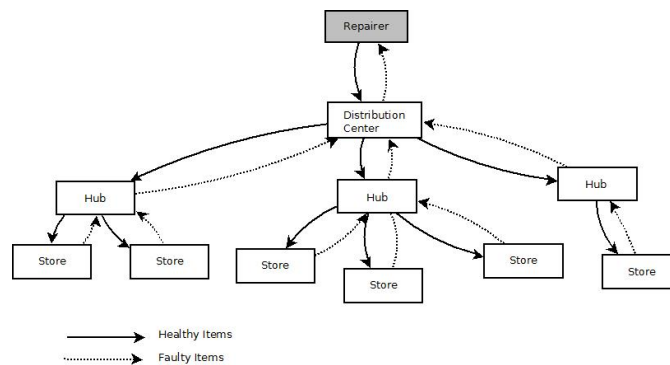 Repairer
Distribution
Center
Hub
Hub
Hub
Store
Store
Store
Store
Store
Store
Healthy Items
Faulty Items